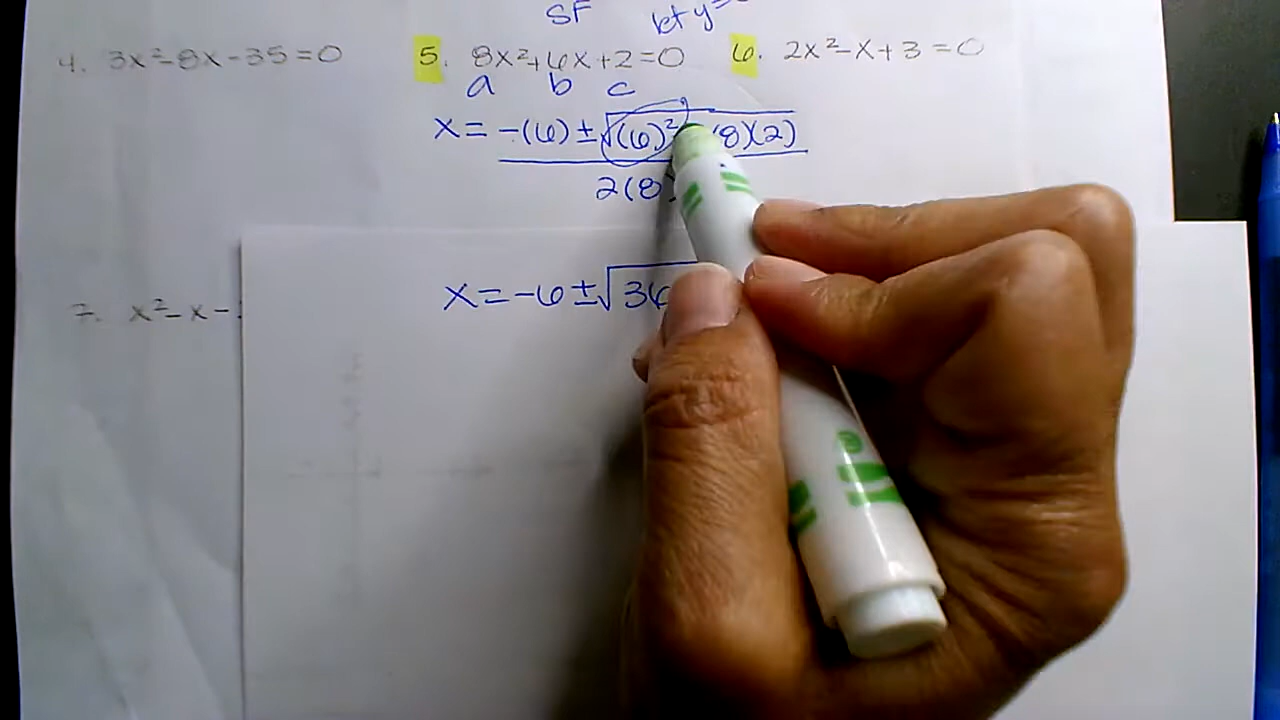 SF let y=
4. 3x²-8x-35=0 5. 8x²+6x+2=0 6. 2x²-x+3=0
a b c
x= -(6)±√(6)² (8)(2)
2(8)
x=-6±√36
7. x²-x-